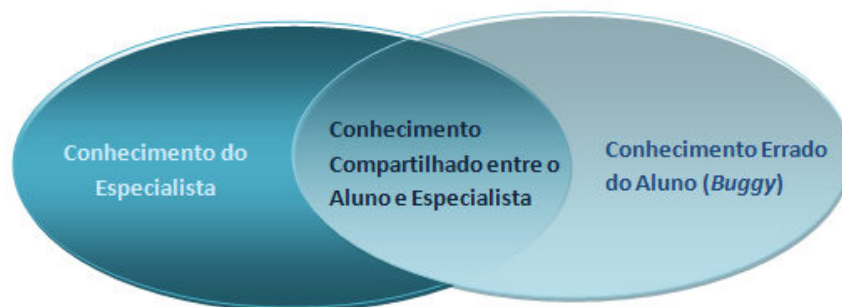 Conhecimento do
Especialista
Conhecimento
Compartilhado entre o
Aluno e Especialista
Conhecimento Errado
do Aluno (Buggy)